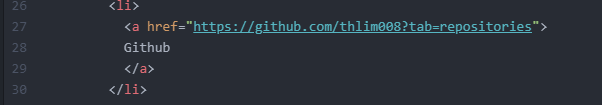 26 <li>
27 <a href="https://github.com/thlim008?tab=repositories">
28 Github
29 </a>
30 </li>